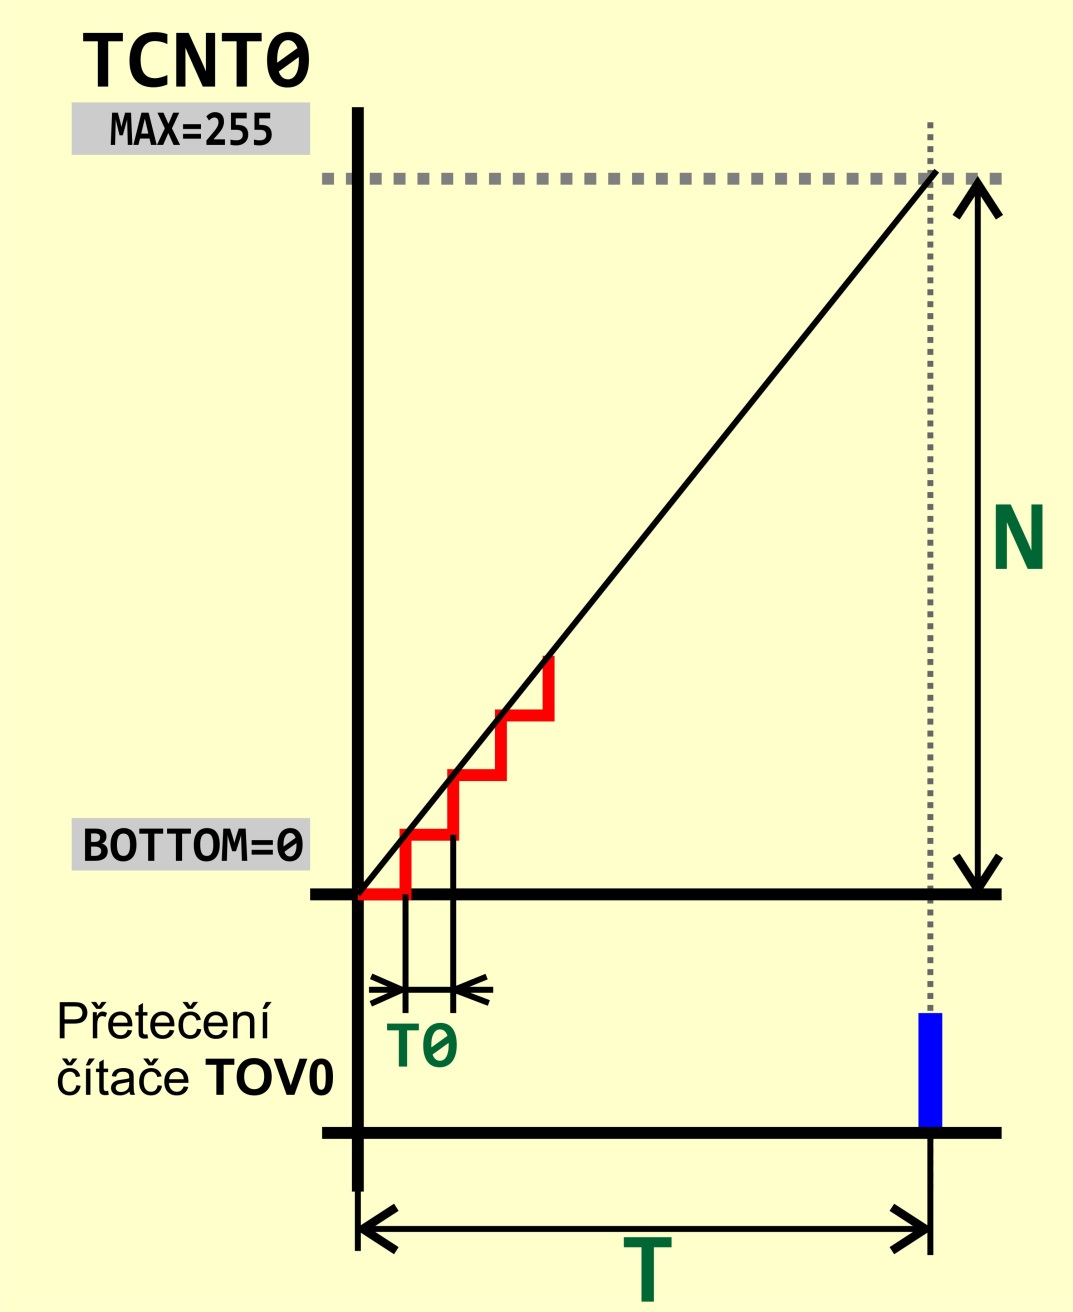 TCNT0
MAX=255
N
BOTTOM=0
Přetečení
čítače TOV0
T0
T